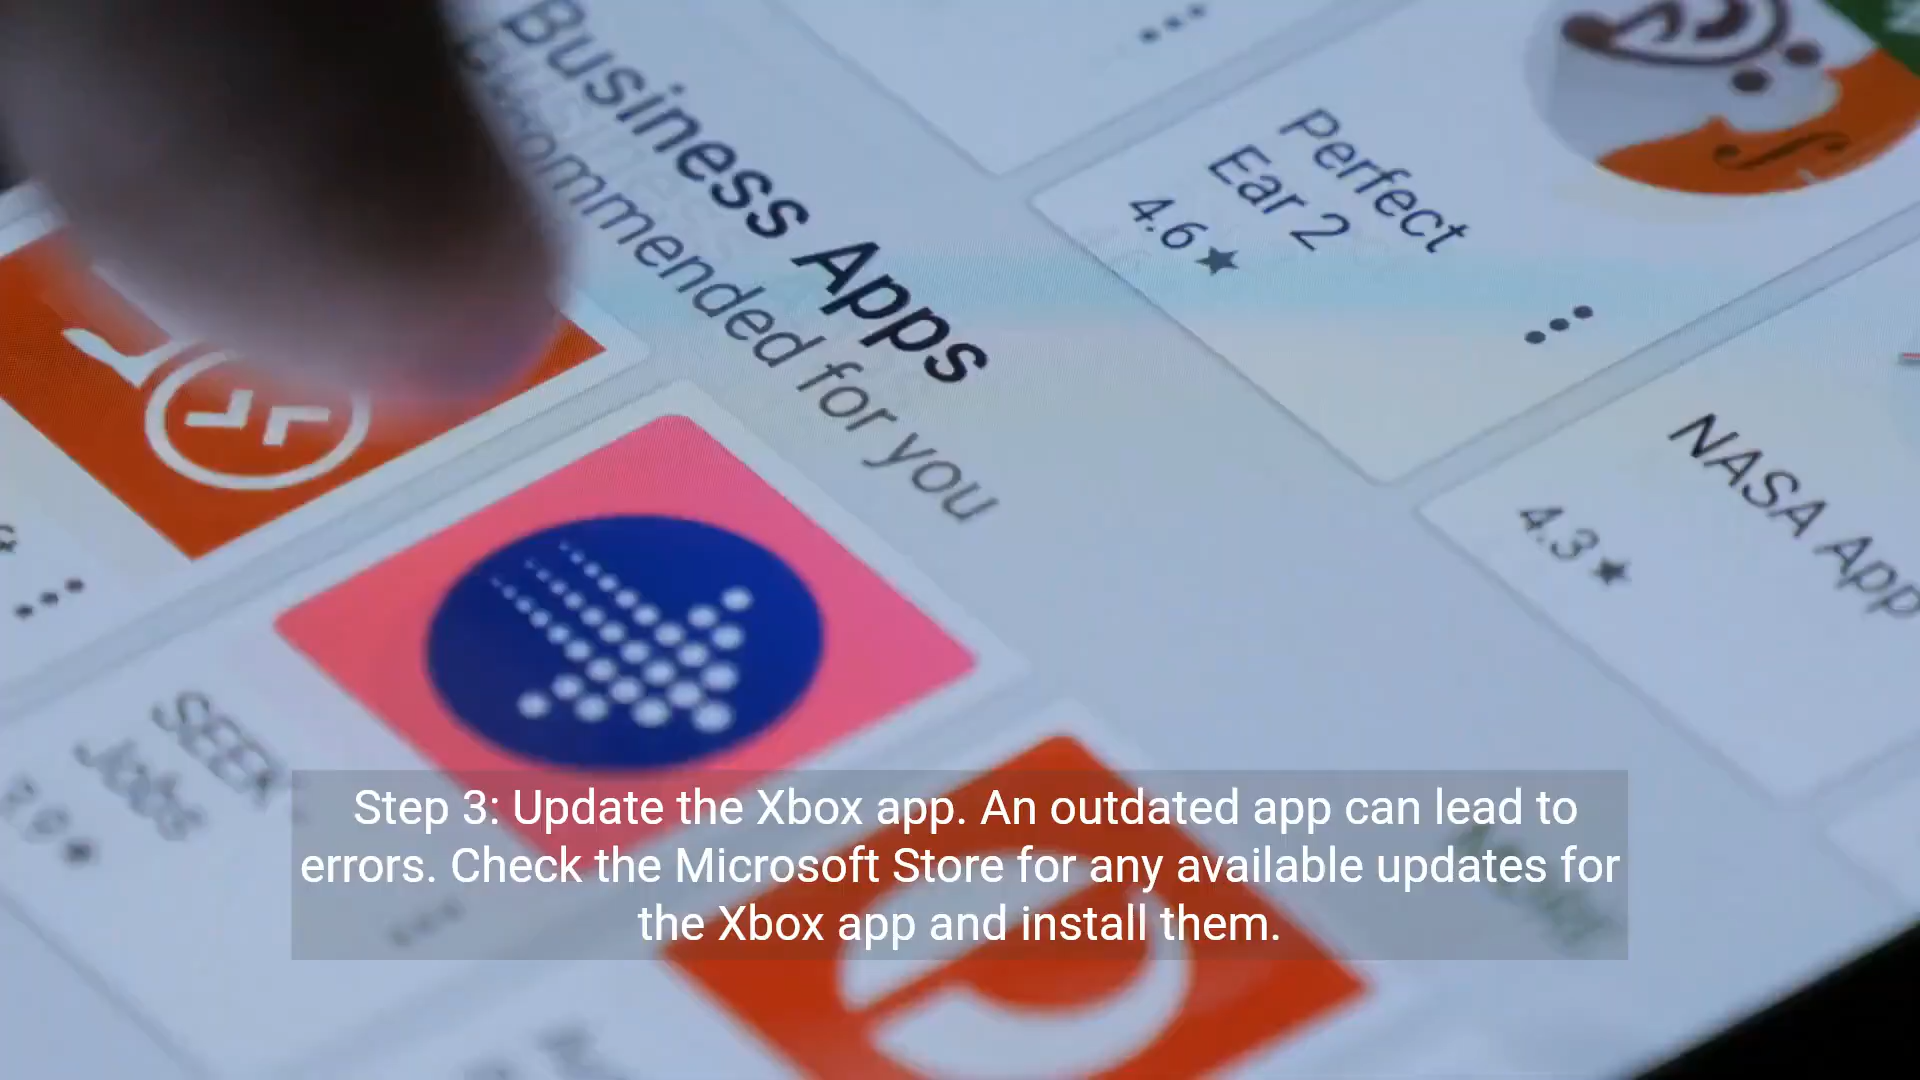 Business Apps
Recommended for you
Perfect
Ear 2
4.6★
NASA App
4.3★
SEEK
Jobs
Step 3: Update the Xbox app. An outdated app can lead to
errors. Check the Microsoft Store for any available updates for
the Xbox app and install them.